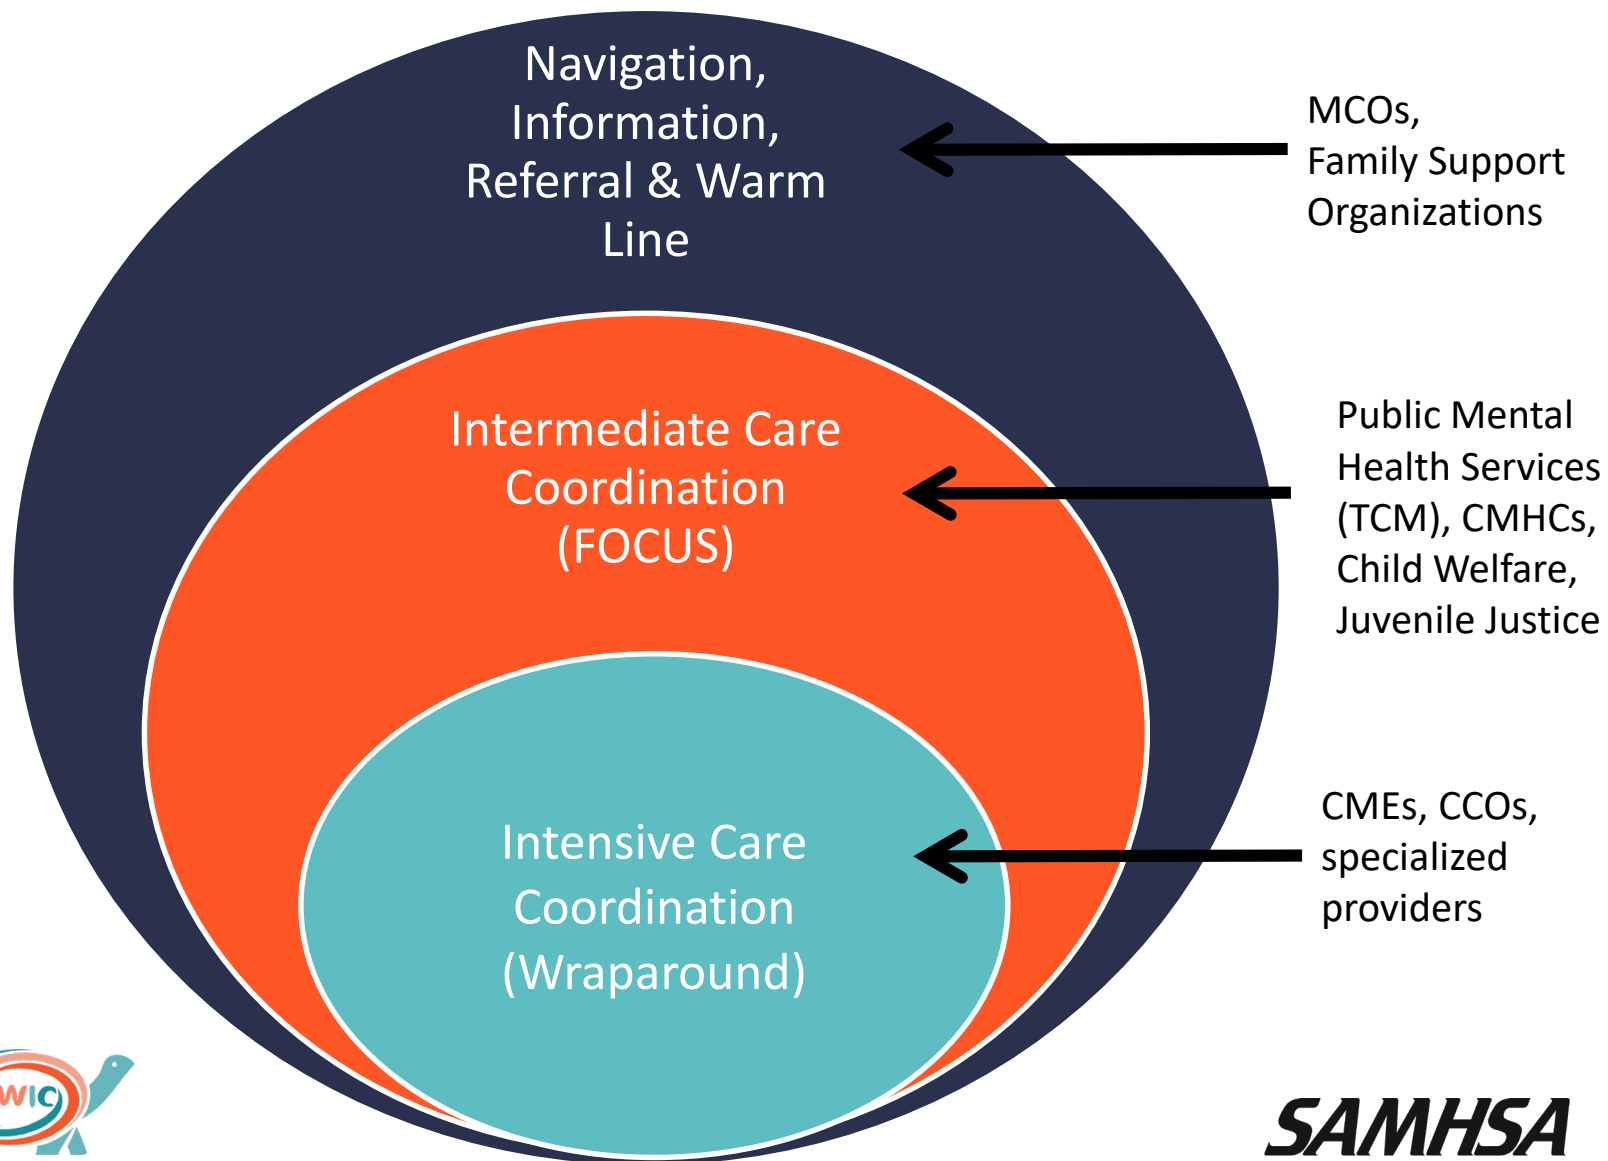 Navigation,
Information,
Referral & Warm
Line
MCOs,
Family Support
Organizations
Intermediate Care
Coordination
(FOCUS)
Public Mental
Health Services
(TCM), CMHCs,
Child Welfare,
Juvenile Justice
Intensive Care
Coordination
(Wraparound)
CMEs, CCOs,
specialized
providers
WIC
SAMHSA